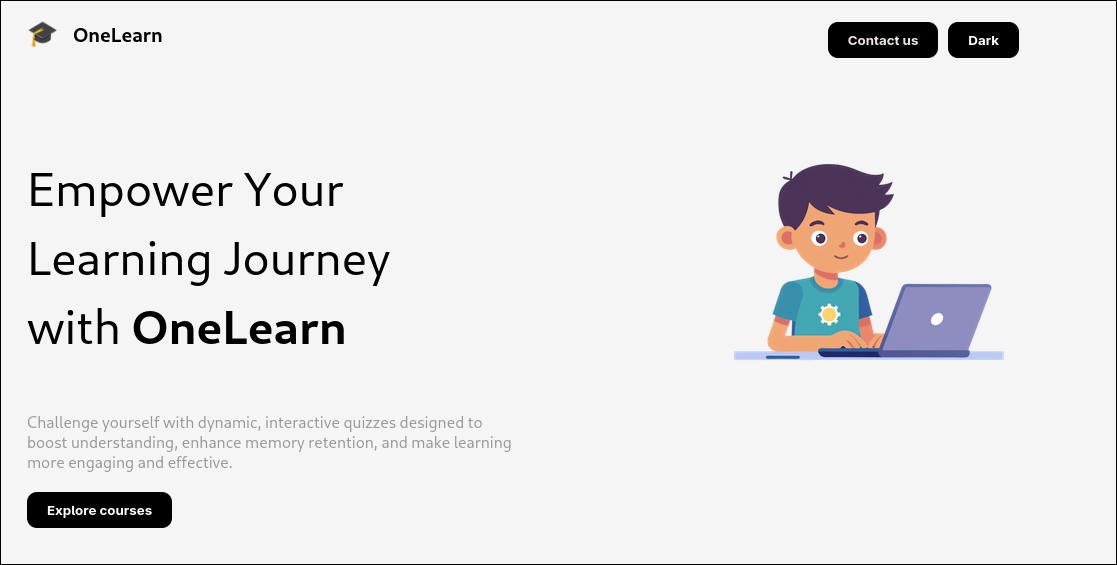 OneLearn
Contact us
Dark
Empower Your
Learning Journey
with OneLearn
Challenge yourself with dynamic, interactive quizzes designed to
boost understanding, enhance memory retention, and make learning
more engaging and effective.
Explore courses